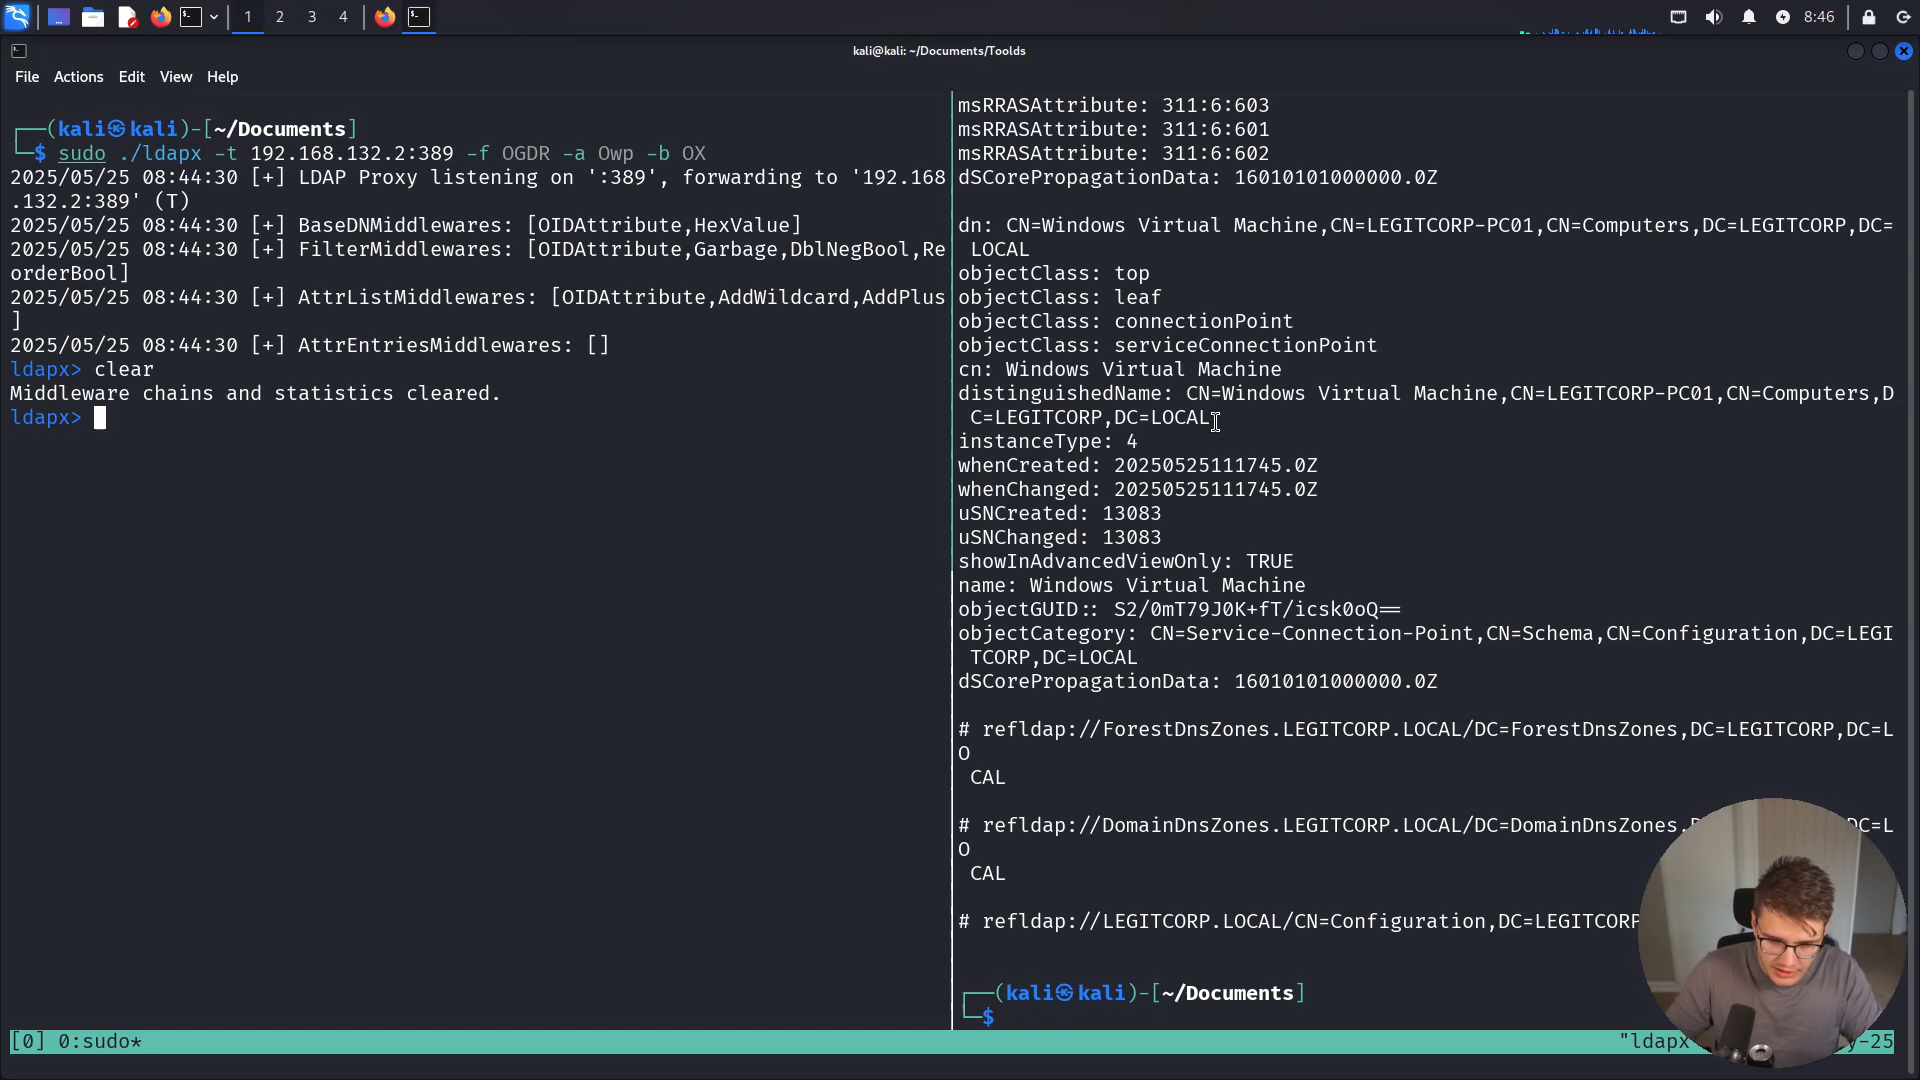 1
2
3
4
8:46
kali@kali: ~/Documents/Toolds
File Actions Edit View Help
┌──(kali㉿kali)-[~/Documents]
└─$ sudo ./ldapx -t 192.168.132.2:389 -f OGDR -a Owp -b OX
2025/05/25 08:44:30 [+] LDAP Proxy listening on ':389', forwarding to '192.168
.132.2:389' (T)
2025/05/25 08:44:30 [+] BaseDNMiddlewares: [OIDAttribute,HexValue]
2025/05/25 08:44:30 [+] FilterMiddlewares: [OIDAttribute,Garbage,DblNegBool,Re
orderBool]
2025/05/25 08:44:30 [+] AttrListMiddlewares: [OIDAttribute,AddWildcard,AddPlus
]
2025/05/25 08:44:30 [+] AttrEntriesMiddlewares: []
ldapx> clear
Middleware chains and statistics cleared.
ldapx>
msRRASAttribute: 311:6:603
msRRASAttribute: 311:6:601
msRRASAttribute: 311:6:602
dSCorePropagationData: 16010101000000.0Z
dn: CN=Windows Virtual Machine,CN=LEGITCORP-PC01,CN=Computers,DC=LEGITCORP,DC=
LOCAL
objectClass: top
objectClass: leaf
objectClass: connectionPoint
objectClass: serviceConnectionPoint
cn: Windows Virtual Machine
distinguishedName: CN=Windows Virtual Machine,CN=LEGITCORP-PC01,CN=Computers,D
C=LEGITCORP,DC=LOCAL
instanceType: 4
whenCreated: 20250525111745.0Z
whenChanged: 20250525111745.0Z
uSNCreated: 13083
uSNChanged: 13083
showInAdvancedViewOnly: TRUE
name: Windows Virtual Machine
objectGUID:: S2/0mT79J0K+fT/icsk0oQ==
objectCategory: CN=Service-Connection-Point,CN=Schema,CN=Configuration,DC=LEGI
TCORP,DC=LOCAL
dSCorePropagationData: 16010101000000.0Z
# refldap://ForestDnsZones.LEGITCORP.LOCAL/DC=ForestDnsZones,DC=LEGITCORP,DC=L
O
CAL
# refldap://DomainDnsZones.LEGITCORP.LOCAL/DC=DomainDnsZones, DC=L
O
CAL
# refldap://LEGITCORP.LOCAL/CN=Configuration,DC=LEGITCORP
┌──(kali㉿kali)-[~/Documents]
└─$
[0] 0:sudo* "ldapx y-25